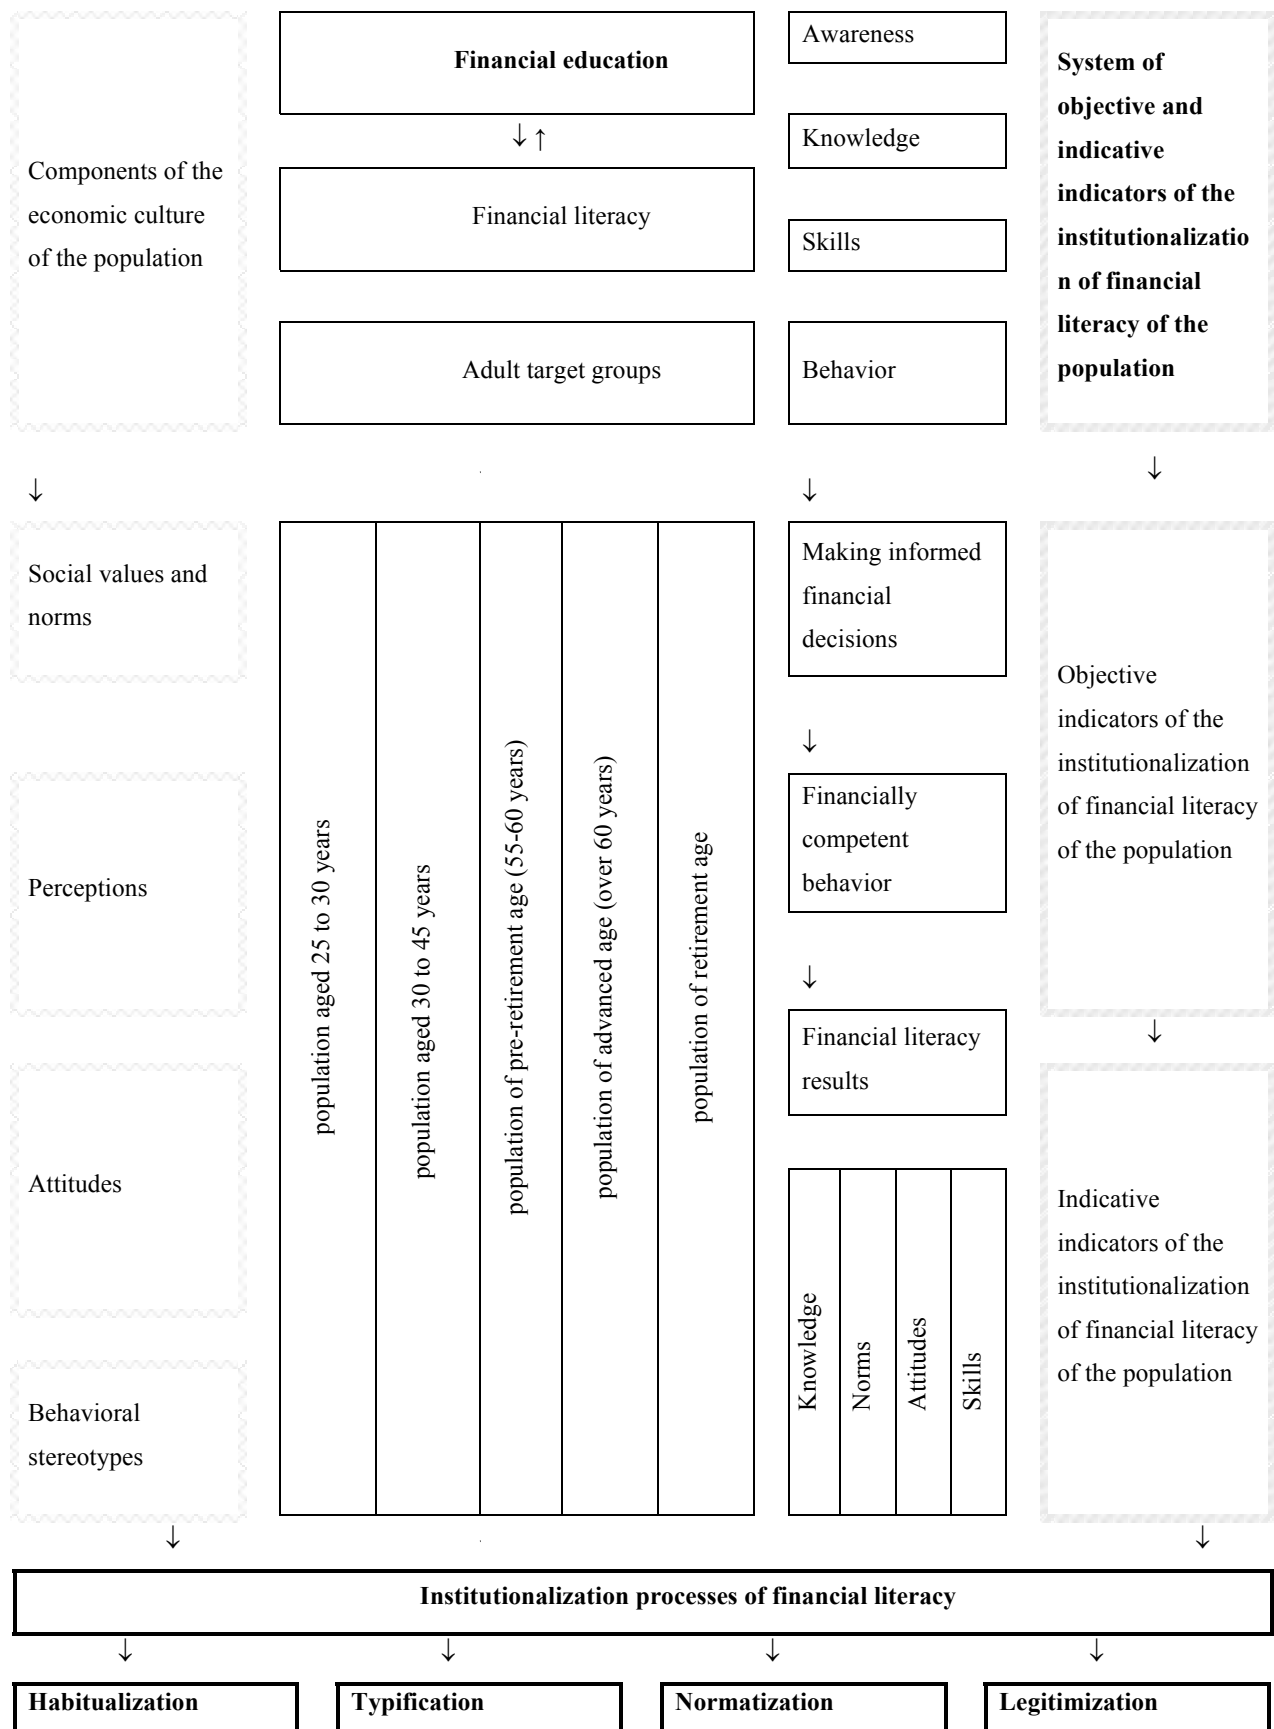 Financial education
Awareness
System of
objective and
indicative
indicators of the
institutionalizatio
n of financial
literacy of the
population
↓ ↑
Knowledge
Components of the
economic culture
of the population
Financial literacy
Skills
Adult target groups
Behavior
↓
↓
↓
Social values and
norms
Perceptions
Attitudes
Behavioral
stereotypes
population aged 25 to 30 years
population aged 30 to 45 years
population of pre-retirement age (55-60 years)
population of advanced age (over 60 years)
population of retirement age
Making informed
financial
decisions
↓
Financially
competent
behavior
↓
Financial literacy
results
Knowledge
Norms
Attitudes
Skills
Objective
indicators of the
institutionalization
of financial literacy
of the population
↓
Indicative
indicators of the
institutionalization
of financial literacy
of the population
↓
↓
Institutionalization processes of financial literacy
↓ ↓ ↓ ↓
Habitualization
Typification
Normatization
Legitimization